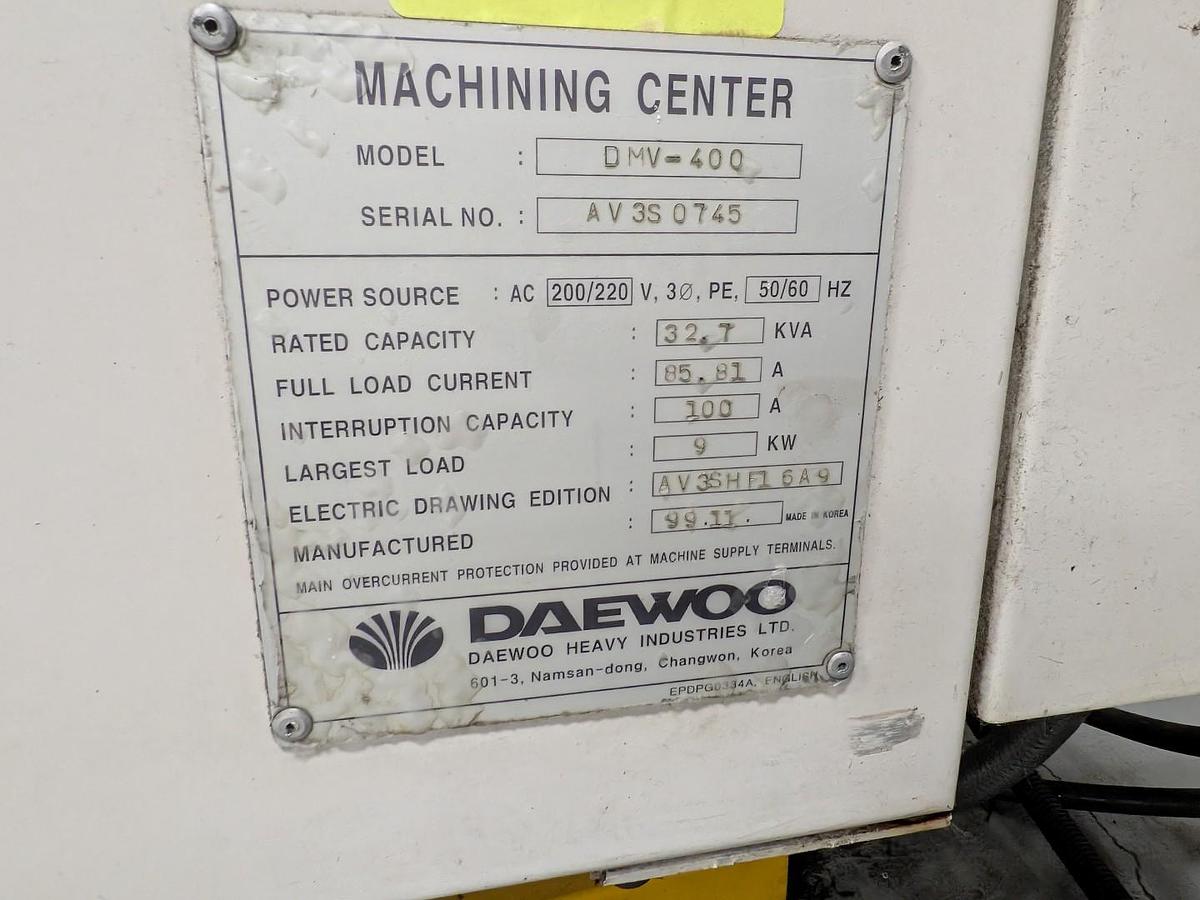 MACHINING CENTER
MODEL : DMV-400
SERIAL NO. : AV3S0745
POWER SOURCE : AC 200/220 V, 3Ø, PE, 50/60 HZ
RATED CAPACITY : 32.7 KVA
FULL LOAD CURRENT : 85.81 A
INTERRUPTION CAPACITY : 100 A
LARGEST LOAD : 9 KW
ELECTRIC DRAWING EDITION : AV3SHF16A9
MANUFACTURED : 99.11. MADE IN KOREA
MAIN OVERCURRENT PROTECTION PROVIDED AT MACHINE SUPPLY TERMINALS.
DAEWOO
DAEWOO HEAVY INDUSTRIES LTD.
601-3, Namsan-dong, Changwon, Korea
EPDPG0334A, ENGLISH